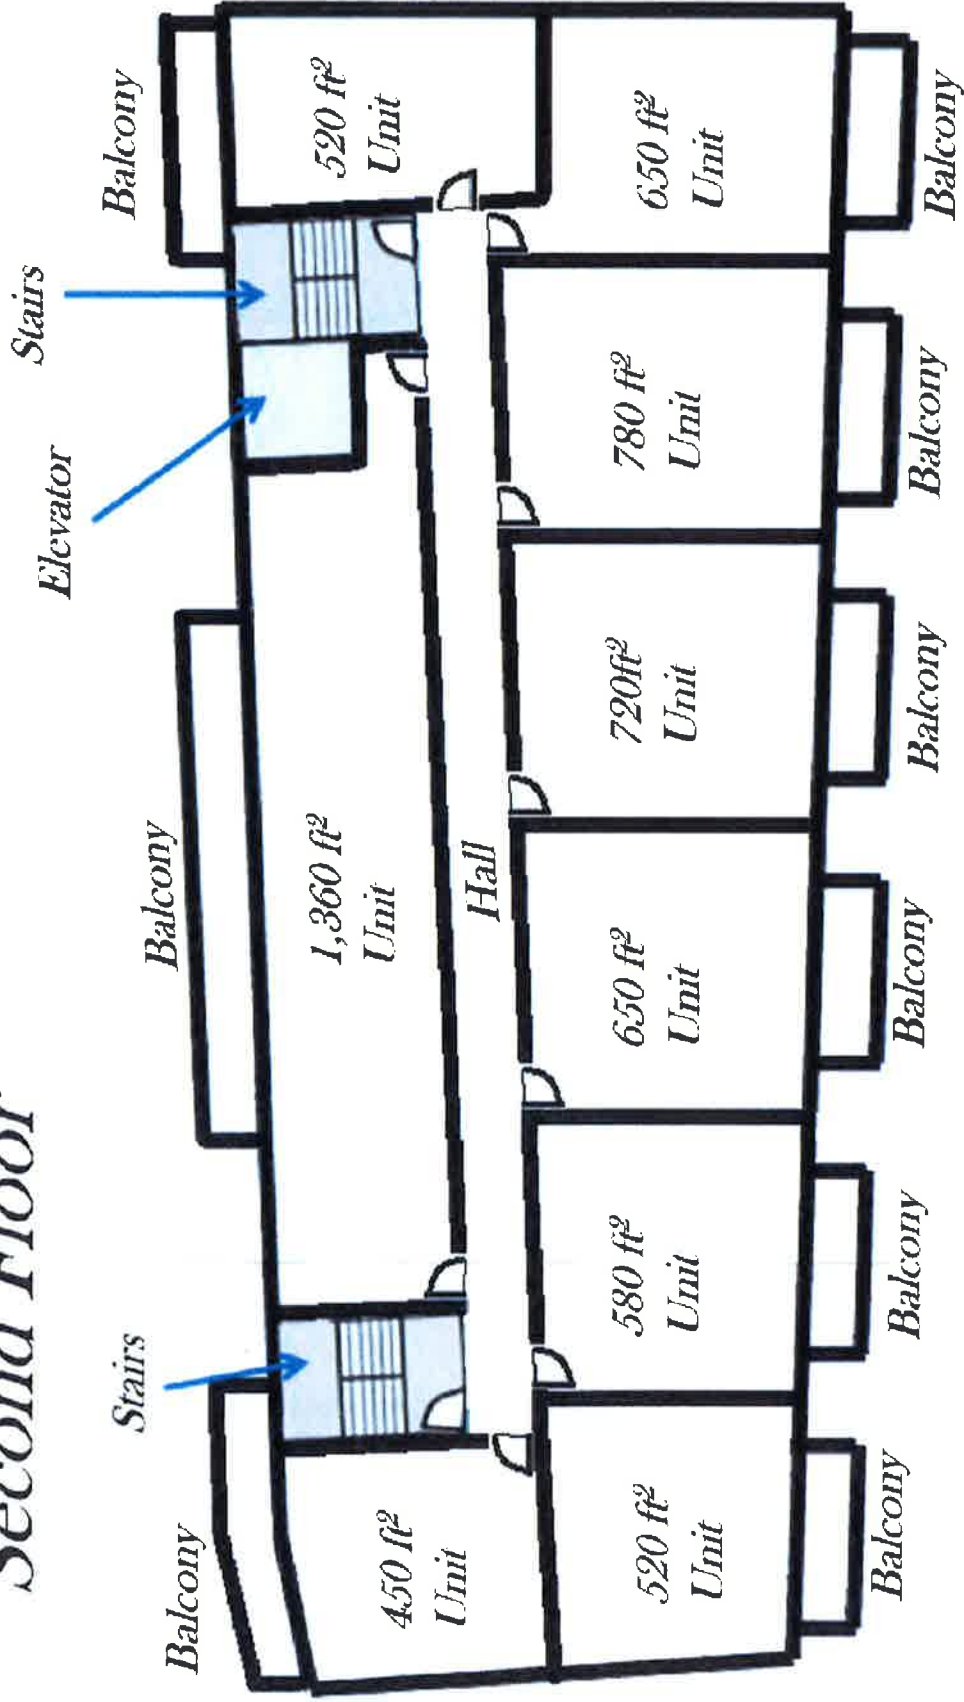 Second Floor
Balcony
Stairs
Balcony
Elevator
Stairs
Balcony
450 ft²
Unit
1,360 ft²
Unit
520 ft²
Unit
Hall
520 ft²
Unit
580 ft²
Unit
650 ft²
Unit
720ft²
Unit
780 ft²
Unit
650 ft²
Unit
Balcony
Balcony
Balcony
Balcony
Balcony
Balcony